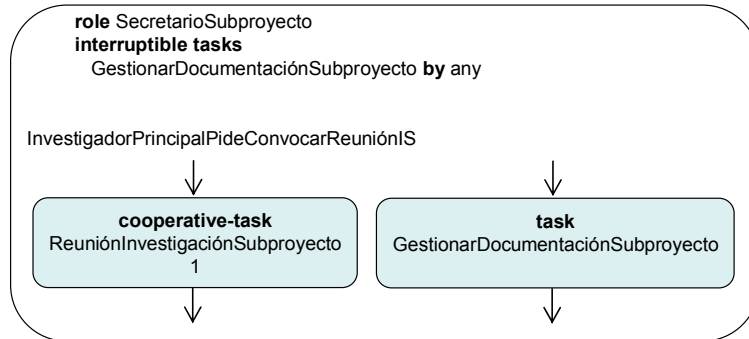 role SecretarioSubproyecto
interruptible tasks
GestionarDocumentaciónSubproyecto by any
InvestigadorPrincipalPideConvocarReuniónIS
cooperative-task
ReuniónInvestigaciónSubproyecto
1
task
GestionarDocumentaciónSubproyecto